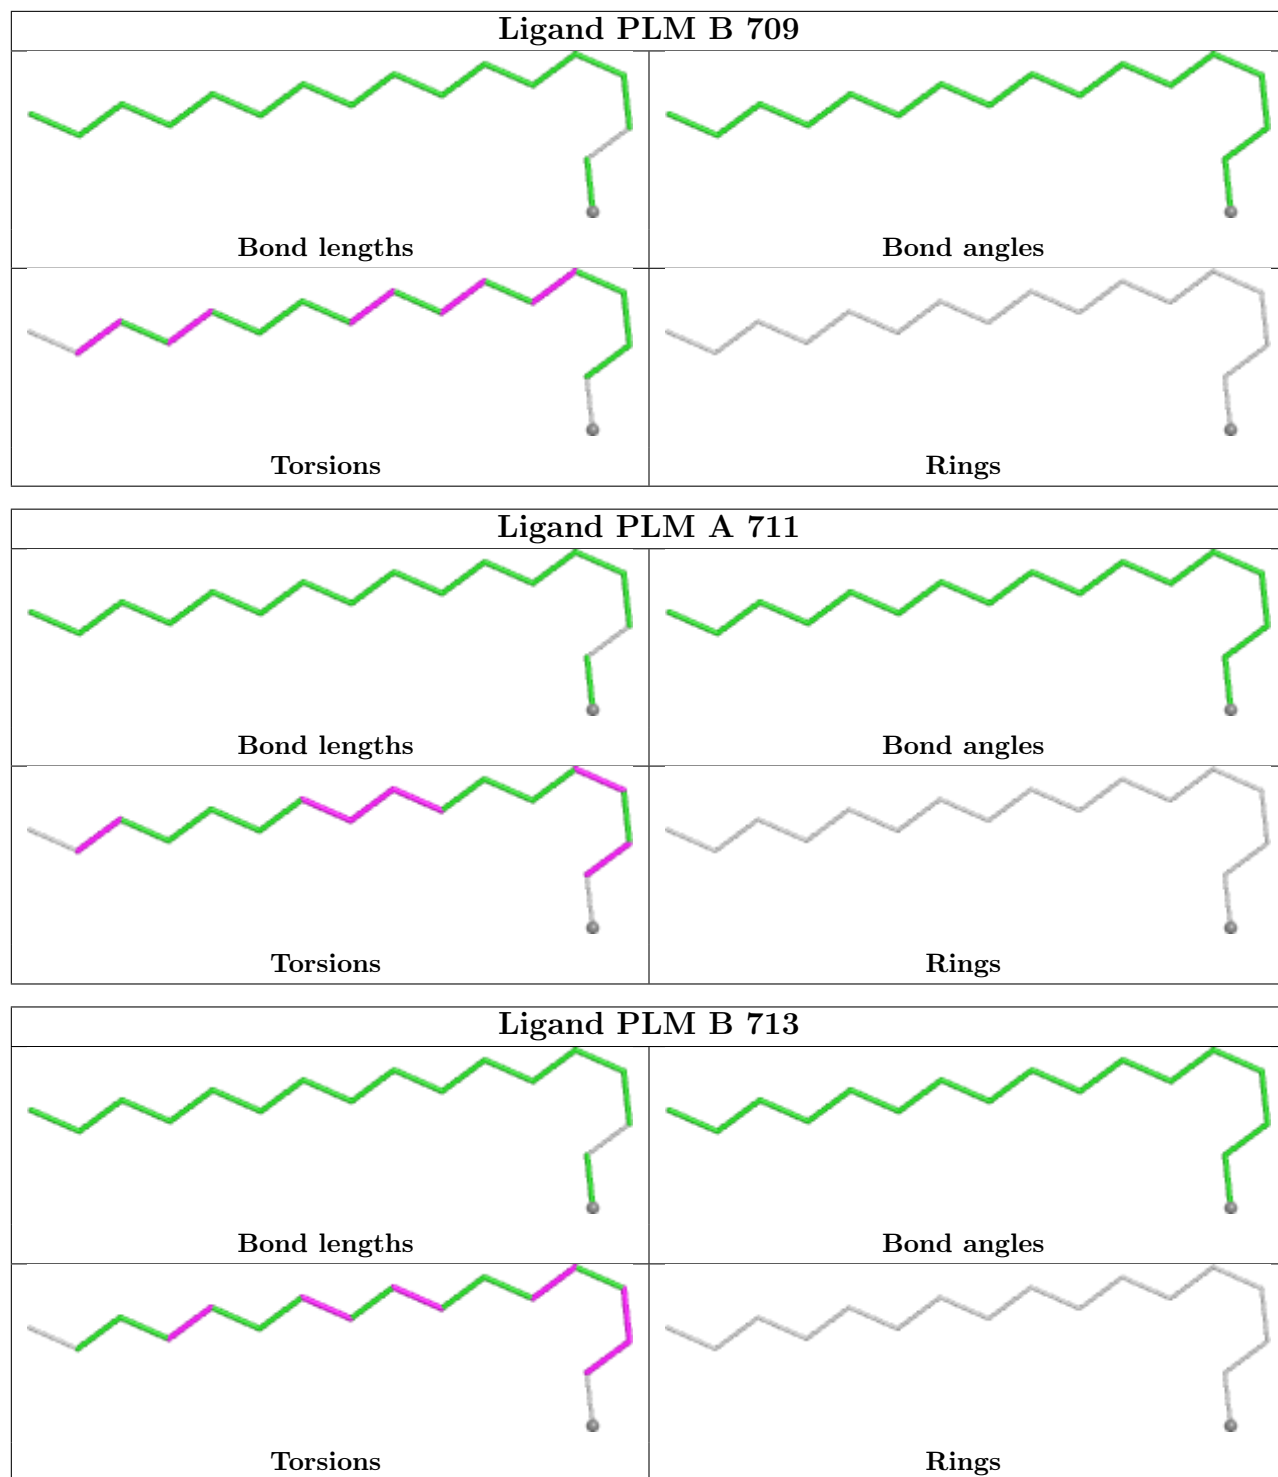 Ligand PLM B 709
Bond lengths
Bond angles
Torsions
Rings
Ligand PLM A 711
Bond lengths
Bond angles
Torsions
Rings
Ligand PLM B 713
Bond lengths
Bond angles
Torsions
Rings